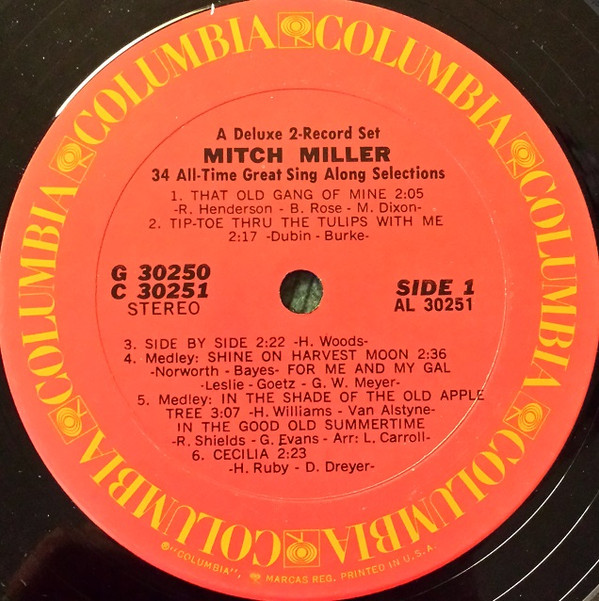 COLUMBIA COLUMBIA COLUMBIA COLUMBIA COLUMBIA COLUMBIA
A Deluxe 2-Record Set
MITCH MILLER
34 All-Time Great Sing Along Selections
1. THAT OLD GANG OF MINE 2:05
-R. Henderson - B. Rose - M. Dixon-
2. TIP-TOE THRU THE TULIPS WITH ME
2:17 -Dubin - Burke-
G 30250
C 30251
STEREO
SIDE 1
AL 30251
3. SIDE BY SIDE 2:22 -H. Woods-
4. Medley: SHINE ON HARVEST MOON 2:36
-Norworth - Bayes- FOR ME AND MY GAL
-Leslie - Goetz - G. W. Meyer-
5. Medley: IN THE SHADE OF THE OLD APPLE
TREE 3:07 -H. Williams - Van Alstyne-
IN THE GOOD OLD SUMMERTIME
-R. Shields - G. Evans - Arr: L. Carroll-
6. CECILIA 2:23
-H. Ruby - D. Dreyer-
® "COLUMBIA", MARCAS REG. PRINTED IN U.S.A.